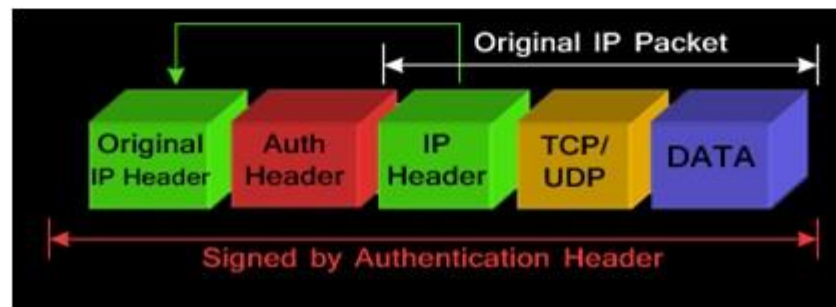 Original IP Packet
Original
IP Header
Auth
Header
IP
Header
TCP/
UDP
DATA
Signed by Authentication Header